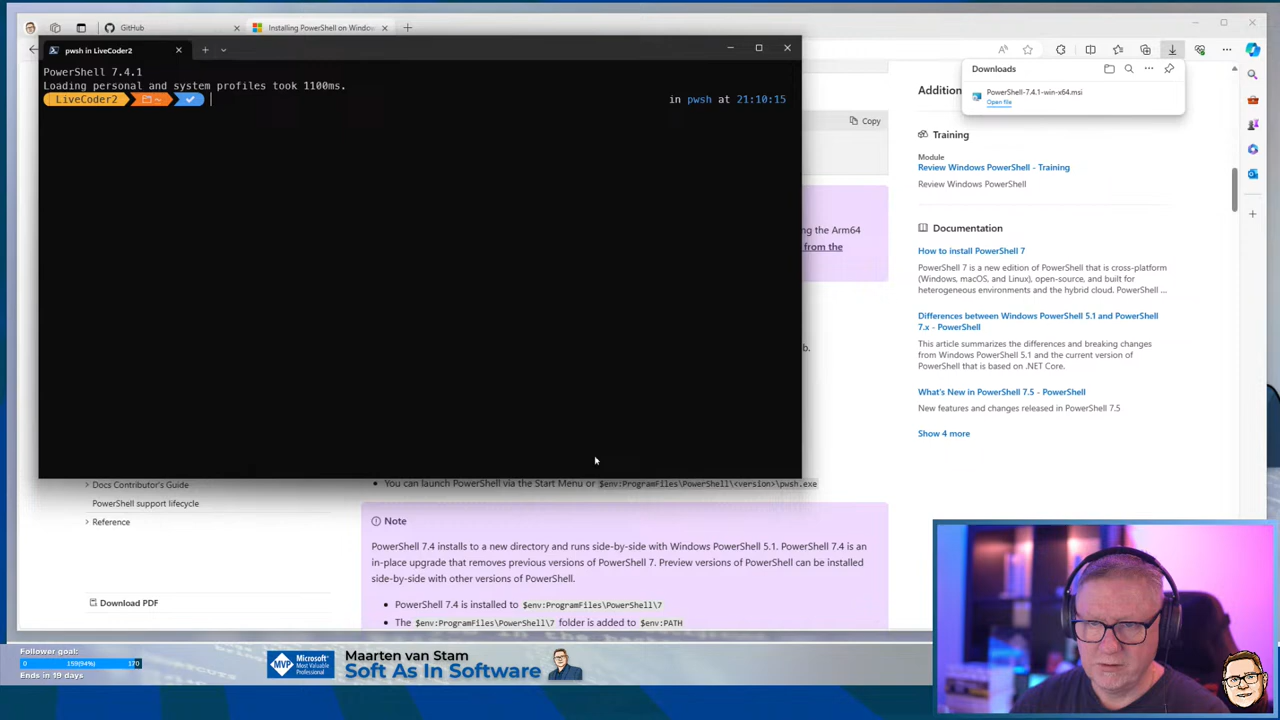 GitHub
Installing PowerShell on Window
pwsh in LiveCoder2
PowerShell 7.4.1
Loading personal and system profiles took 1100ms.
LiveCoder2 ~
in pwsh at 21:10:15
Downloads
PowerShell-7.4.1-win-x64.msi
Open file
Addition
Copy
Training
Module
Review Windows PowerShell - Training
Review Windows PowerShell
ng the Arm64
from the
Documentation
How to install PowerShell 7
PowerShell 7 is a new edition of PowerShell that is cross-platform
(Windows, macOS, and Linux), open-source, and built for
heterogeneous environments and the hybrid cloud. PowerShell ...
Differences between Windows PowerShell 5.1 and PowerShell
7.x - PowerShell
This article summarizes the differences and breaking changes
from Windows PowerShell 5.1 and the current version of
PowerShell that is based on .NET Core.
b.
What's New in PowerShell 7.5 - PowerShell
New features and changes released in PowerShell 7.5
Show 4 more
Docs Contributor's Guide
PowerShell support lifecycle
Reference
Download PDF
You can launch PowerShell via the Start Menu or $env:ProgramFiles\PowerShell\<version>\pwsh.exe
Note
PowerShell 7.4 installs to a new directory and runs side-by-side with Windows PowerShell 5.1. PowerShell 7.4 is an
in-place upgrade that removes previous versions of PowerShell 7. Preview versions of PowerShell can be installed
side-by-side with other versions of PowerShell.
PowerShell 7.4 is installed to $env:ProgramFiles\PowerShell\7
The $env:ProgramFiles\PowerShell\7 folder is added to $env:PATH
Follower goal:
0 159(94%) 170
Ends in 19 days
MVP Microsoft
Most Valuable
Professional
Maarten van Stam
Soft As In Software